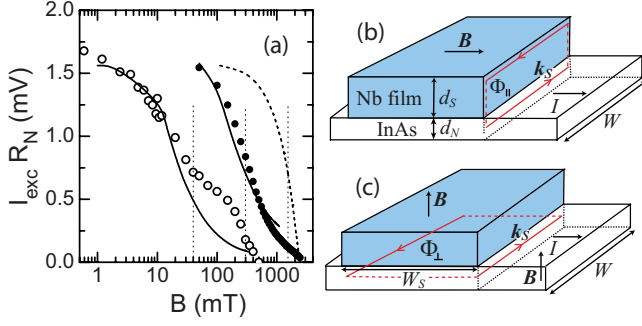 (a)
I_exc R_N (mV)
2.0
1.5
1.0
0.5
0.0
1 10 100 1000
B (mT)
(b)
B
Nb film
d_S
Φ_||
k_S
I
InAs
d_N
W
(c)
B
k_S
I
Φ_⊥
W_S
B
W